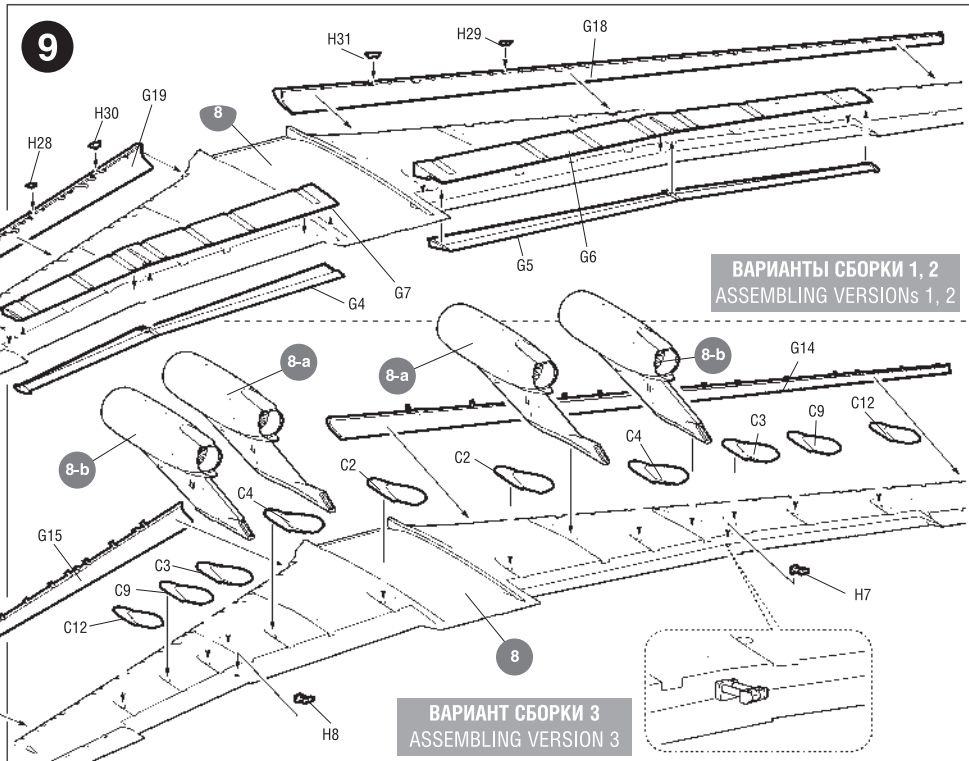 9
H31
H29
G18
H30
G19
8
H28
G5
G6
G7
G4
ВАРИАНТЫ СБОРКИ 1, 2
ASSEMBLING VERSIONs 1, 2
8-a
8-a
8-b
G14
8-b
C4
C2
C2
C4
C3
C9
C12
G15
C3
C9
C12
H7
8
H8
ВАРИАНТ СБОРКИ 3
ASSEMBLING VERSION 3